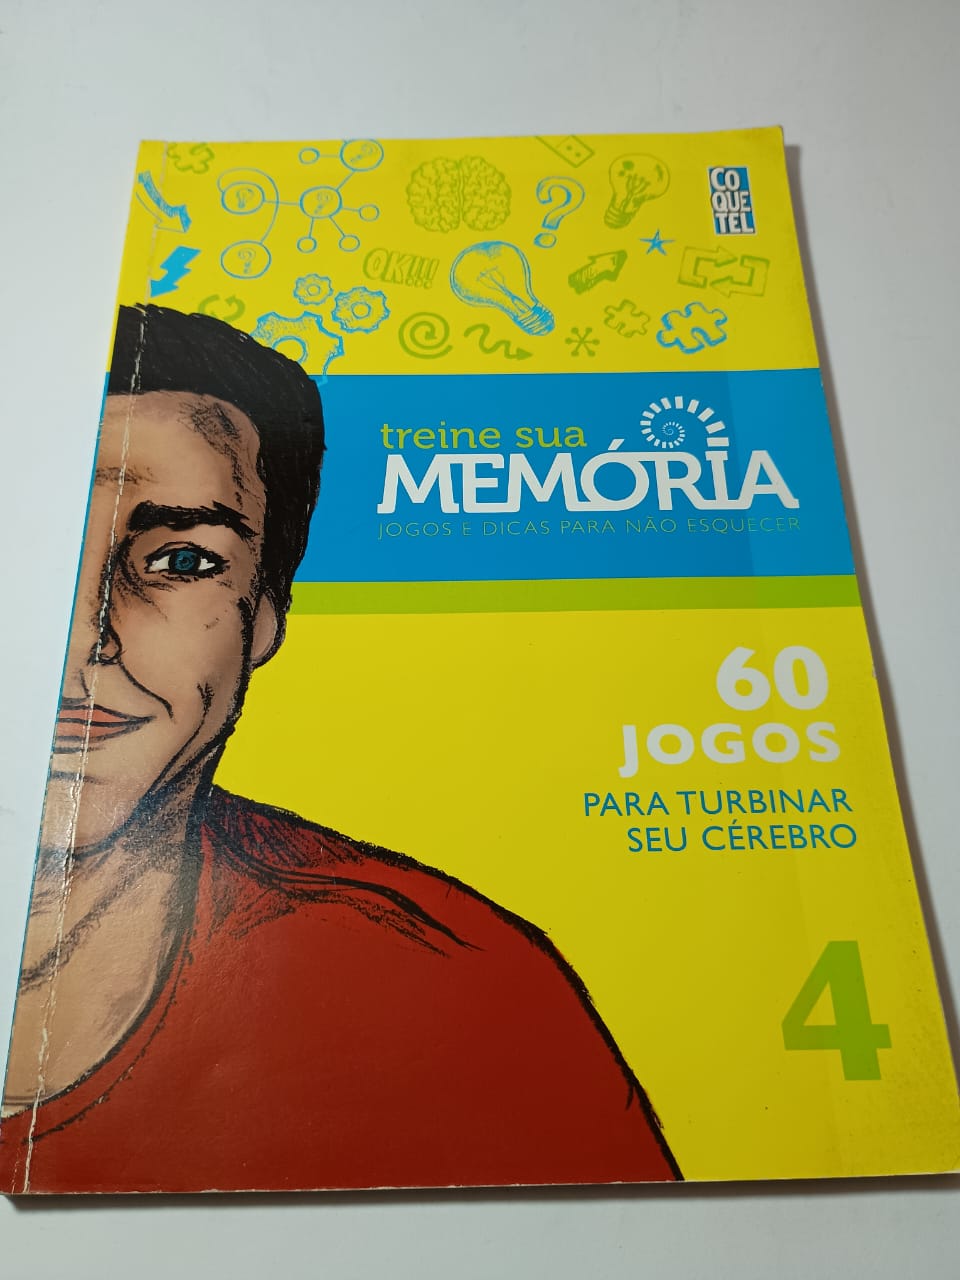 CO
QUE
TEL
OK!!!
treine sua
MEMÓRIA
JOGOS E DICAS PARA NÃO ESQUECER
60
JOGOS
PARA TURBINAR
SEU CÉREBRO
4